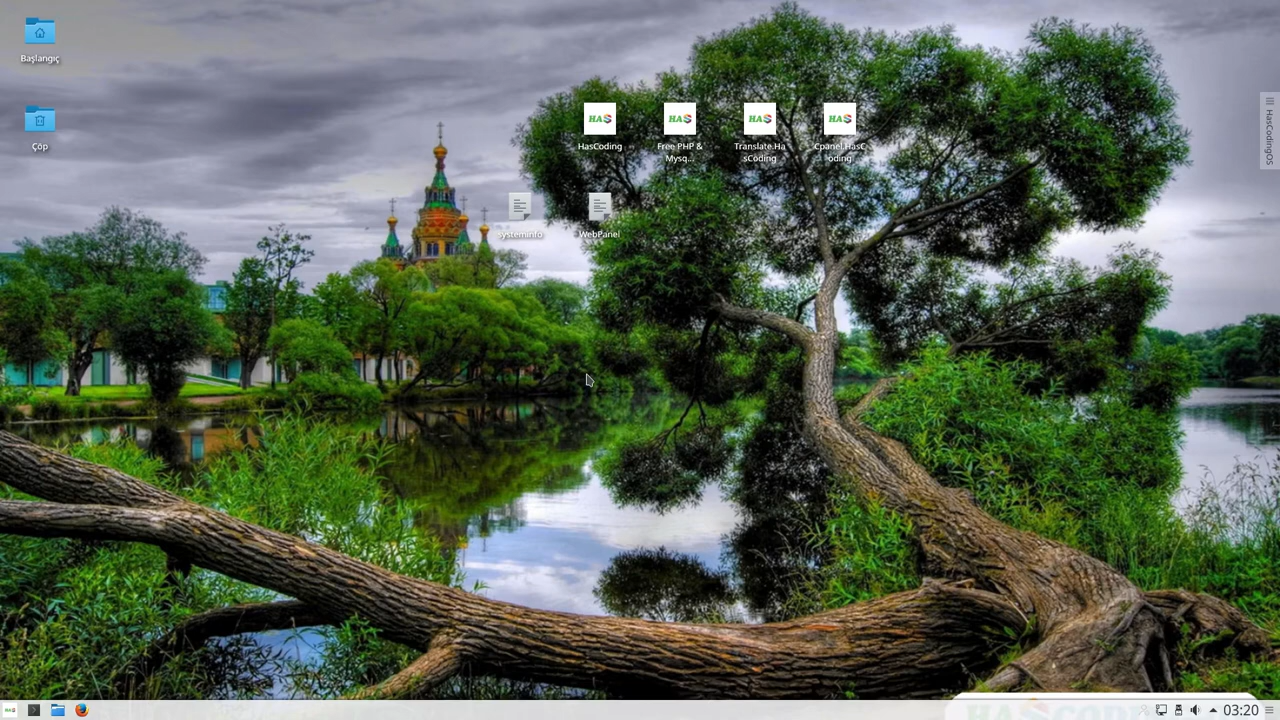 Başlangıç
Çöp
HAS
HasCoding
HAS
Free PHP &
Mysq...
HAS
Translate.Ha
sCoding
HAS
Cpanel.HasC
oding
systeminfo
WebPanel
HasCodingOS
03:20